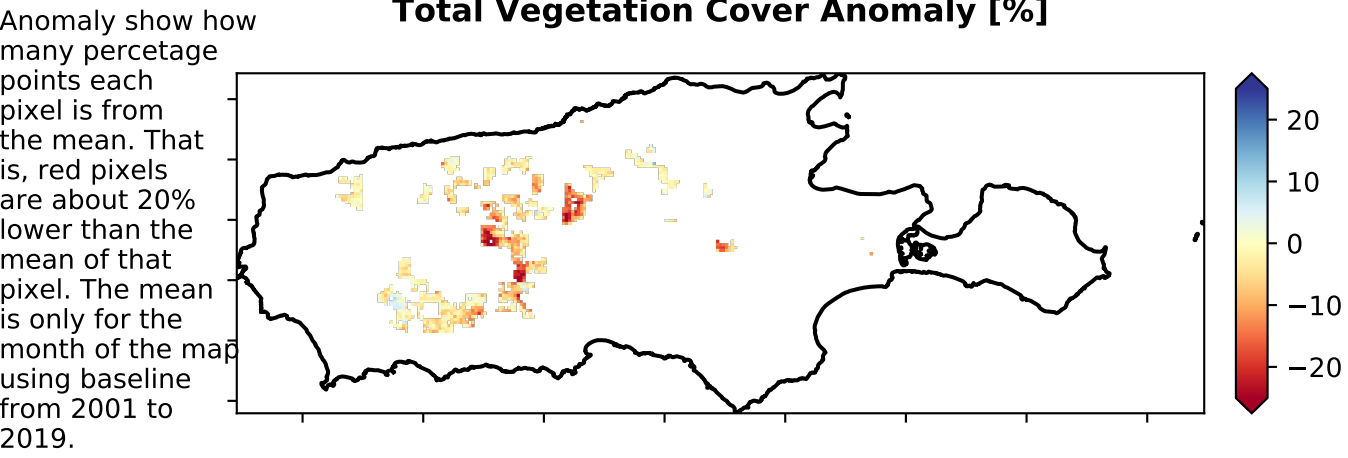 Total Vegetation Cover Anomaly [%]
Anomaly show how
many percetage
points each
pixel is from
the mean. That
is, red pixels
are about 20%
lower than the
mean of that
pixel. The mean
is only for the
month of the map
using baseline
from 2001 to
2019.
20
10
0
−10
−20